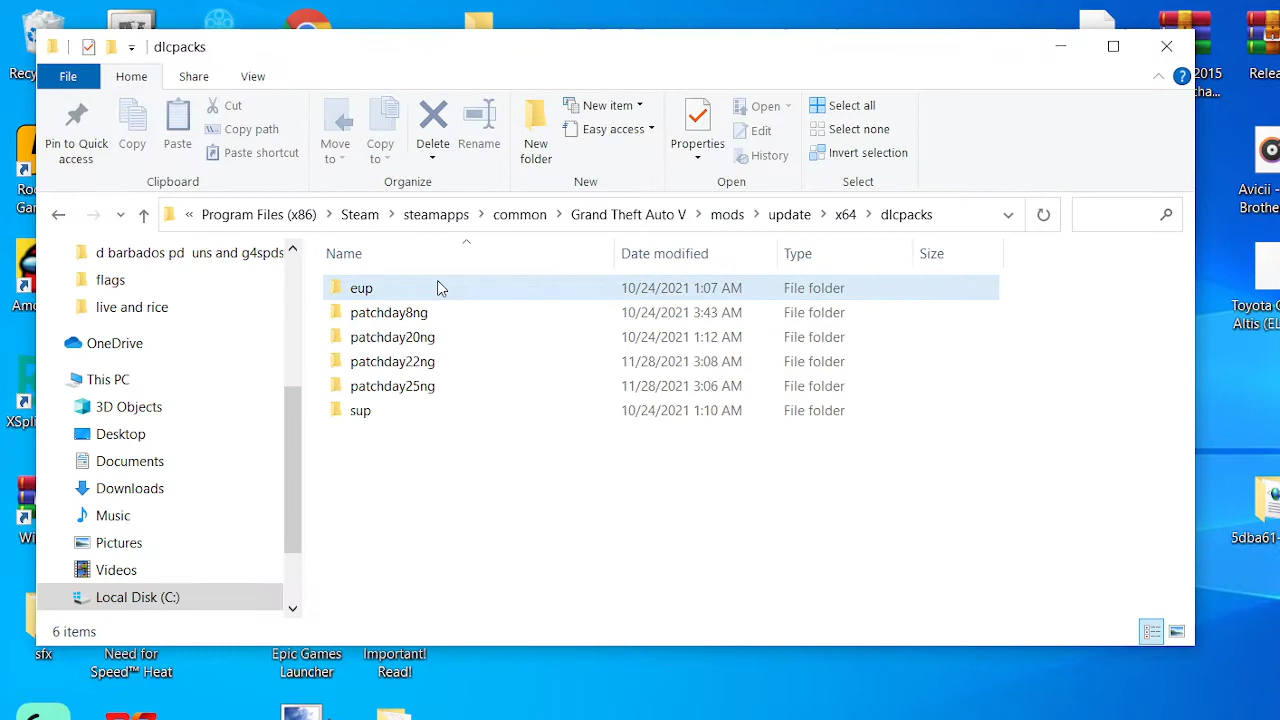 dlcpacks
File Home Share View
Cut
Copy path
Paste shortcut
Pin to Quick access
Copy
Paste
Move to
Copy to
Delete
Rename
New folder
New item
Easy access
Properties
Open
Edit
History
Select all
Select none
Invert selection
Clipboard Organize New Open Select
« Program Files (x86) Steam steamapps common Grand Theft Auto V mods update x64 dlcpacks
Name Date modified Type Size
d barbados pd uns and g4spds
flags
live and rice
OneDrive
This PC
3D Objects
Desktop
Documents
Downloads
Music
Pictures
Videos
Local Disk (C:)
eup 10/24/2021 1:07 AM File folder
patchday8ng 10/24/2021 3:43 AM File folder
patchday20ng 10/24/2021 1:12 AM File folder
patchday22ng 11/28/2021 3:08 AM File folder
patchday25ng 11/28/2021 3:06 AM File folder
sup 10/24/2021 1:10 AM File folder
6 items
2015
Relea
Avicii -
Toyota C
Altis (EL
5dba61-
sfx
Need for
Speed™ Heat
Epic Games
Launcher
Important!
Read!